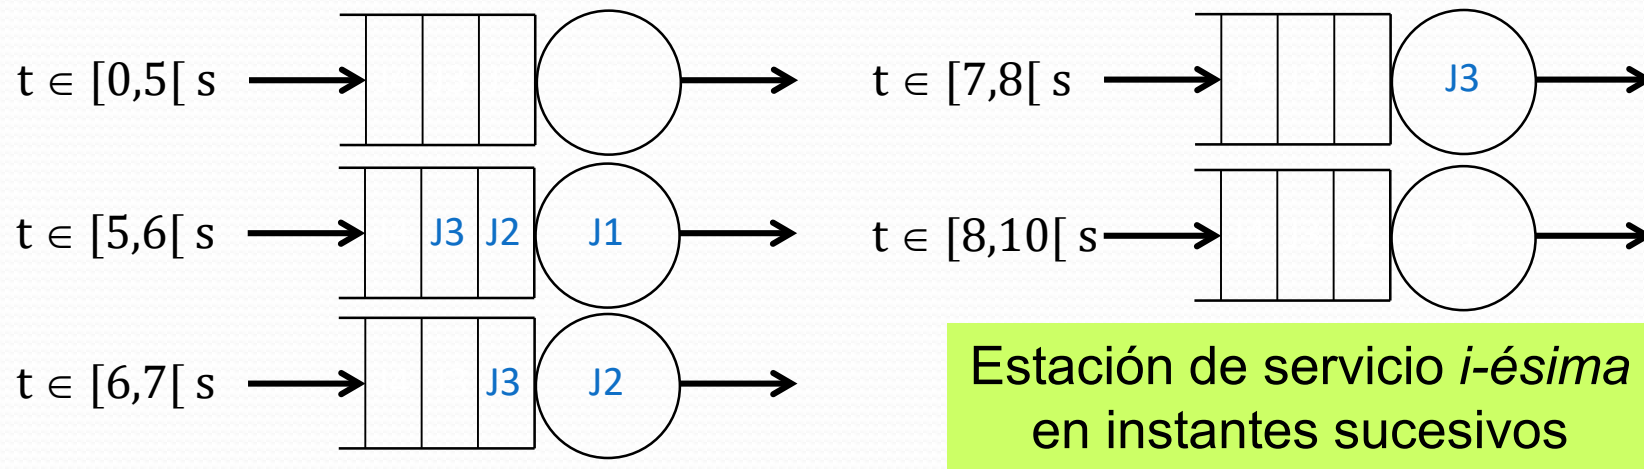 t ∈ [0,5[ s
t ∈ [5,6[ s J3 J2 J1
t ∈ [6,7[ s J3 J2
t ∈ [7,8[ s J3
t ∈ [8,10[ s
Estación de servicio i-ésima
en instantes sucesivos